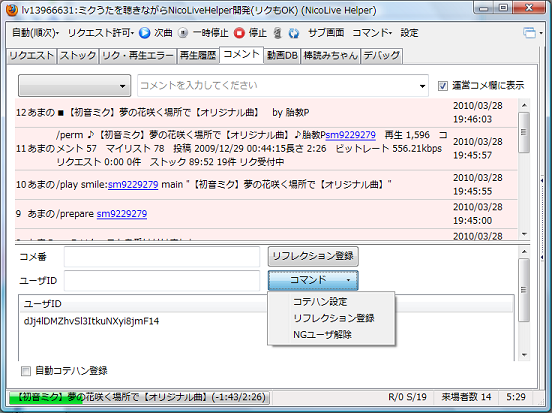 lv13966631:ミクうたを聴きながらNicoLiveHelper開発(リクもOK) (NicoLive Helper)
自動(順次) リクエスト許可 次曲 一時停止 停止 サブ画面 コマンド 設定
リクエスト ストック リク・再生エラー 再生履歴 コメント 動画DB 棒読みちゃん デバッグ
コメントを入力してください 運営コメ欄に表示
12 あまの ■【初音ミク】夢の花咲く場所で【オリジナル曲】 by 胎教P 2010/03/28
19:46:03
/perm ♪【初音ミク】夢の花咲く場所で【オリジナル曲】♪胎教Psm9229279 再生 1,596 コ
11 あまの メント 57 マイリスト 78 投稿 2009/12/29 00:44:15長さ 2:26 ビットレート 556.21kbps 2010/03/28
リクエスト 0:00 0件 ストック 89:52 19件 リク受付中 19:45:57
10 あまの /play smile:sm9229279 main "【初音ミク】夢の花咲く場所で【オリジナル曲】" 2010/03/28
19:45:55
9 あまの /prepare sm9229279 2010/03/28
19:45:00
コメ番 リフレクション登録
ユーザID コマンド
コテハン設定
リフレクション登録
NGユーザ解除
ユーザID
dJj4lDMZhvSl3ItkuNXyi8jmF14
自動コテハン登録
【初音ミク】夢の花咲く場所で【オリジナル曲】(-1:43/2:26) R/0 S/19 来場者数 14 5:29